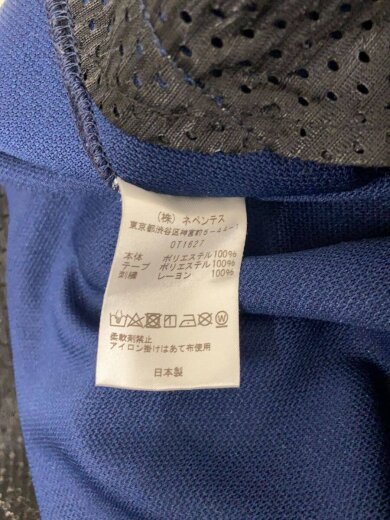 (株) ネペンテス
東京都渋谷区神宮前5-44-1
OT1627
本体 ポリエステル100%
テープ ポリエステル100%
刺繍 レーヨン 100%
柔軟剤禁止
アイロン掛けはあて布使用
日本製